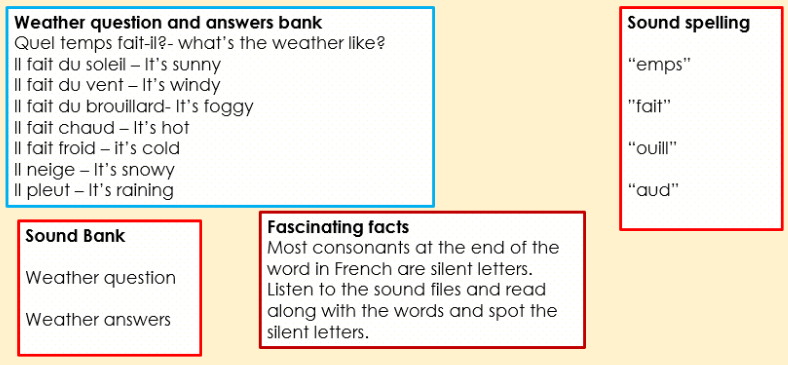 Weather question and answers bank
Quel temps fait-il?- what's the weather like?
Il fait du soleil – It's sunny
Il fait du vent – It's windy
Il fait du brouillard- It's foggy
Il fait chaud – It's hot
Il fait froid – it's cold
Il neige – It's snowy
Il pleut – It's raining
Sound spelling
“emps”
”fait”
“ouill”
“aud”
Sound Bank
Weather question
Weather answers
Fascinating facts
Most consonants at the end of the
word in French are silent letters.
Listen to the sound files and read
along with the words and spot the
silent letters.